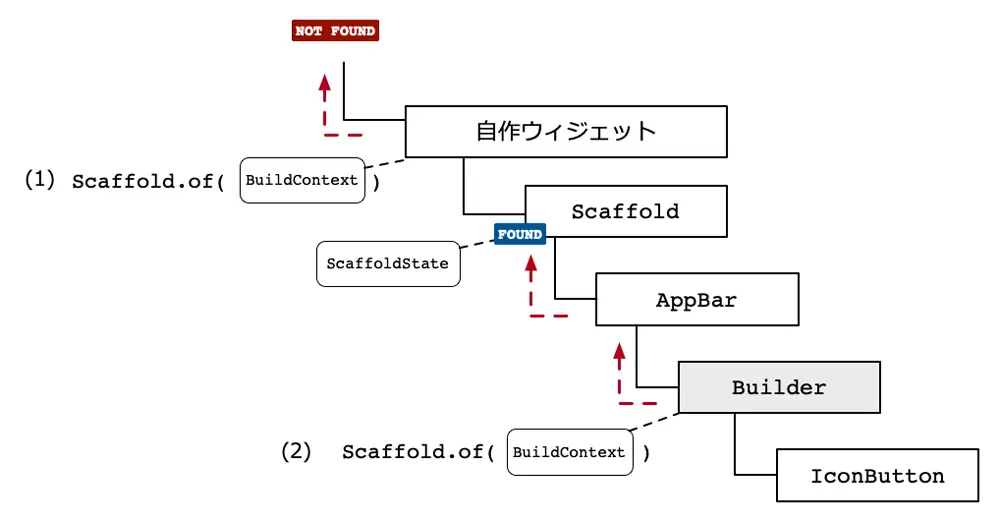 NOT FOUND
自作ウィジェット
(1) Scaffold.of( BuildContext )
Scaffold
FOUND
ScaffoldState
AppBar
Builder
(2) Scaffold.of( BuildContext )
IconButton